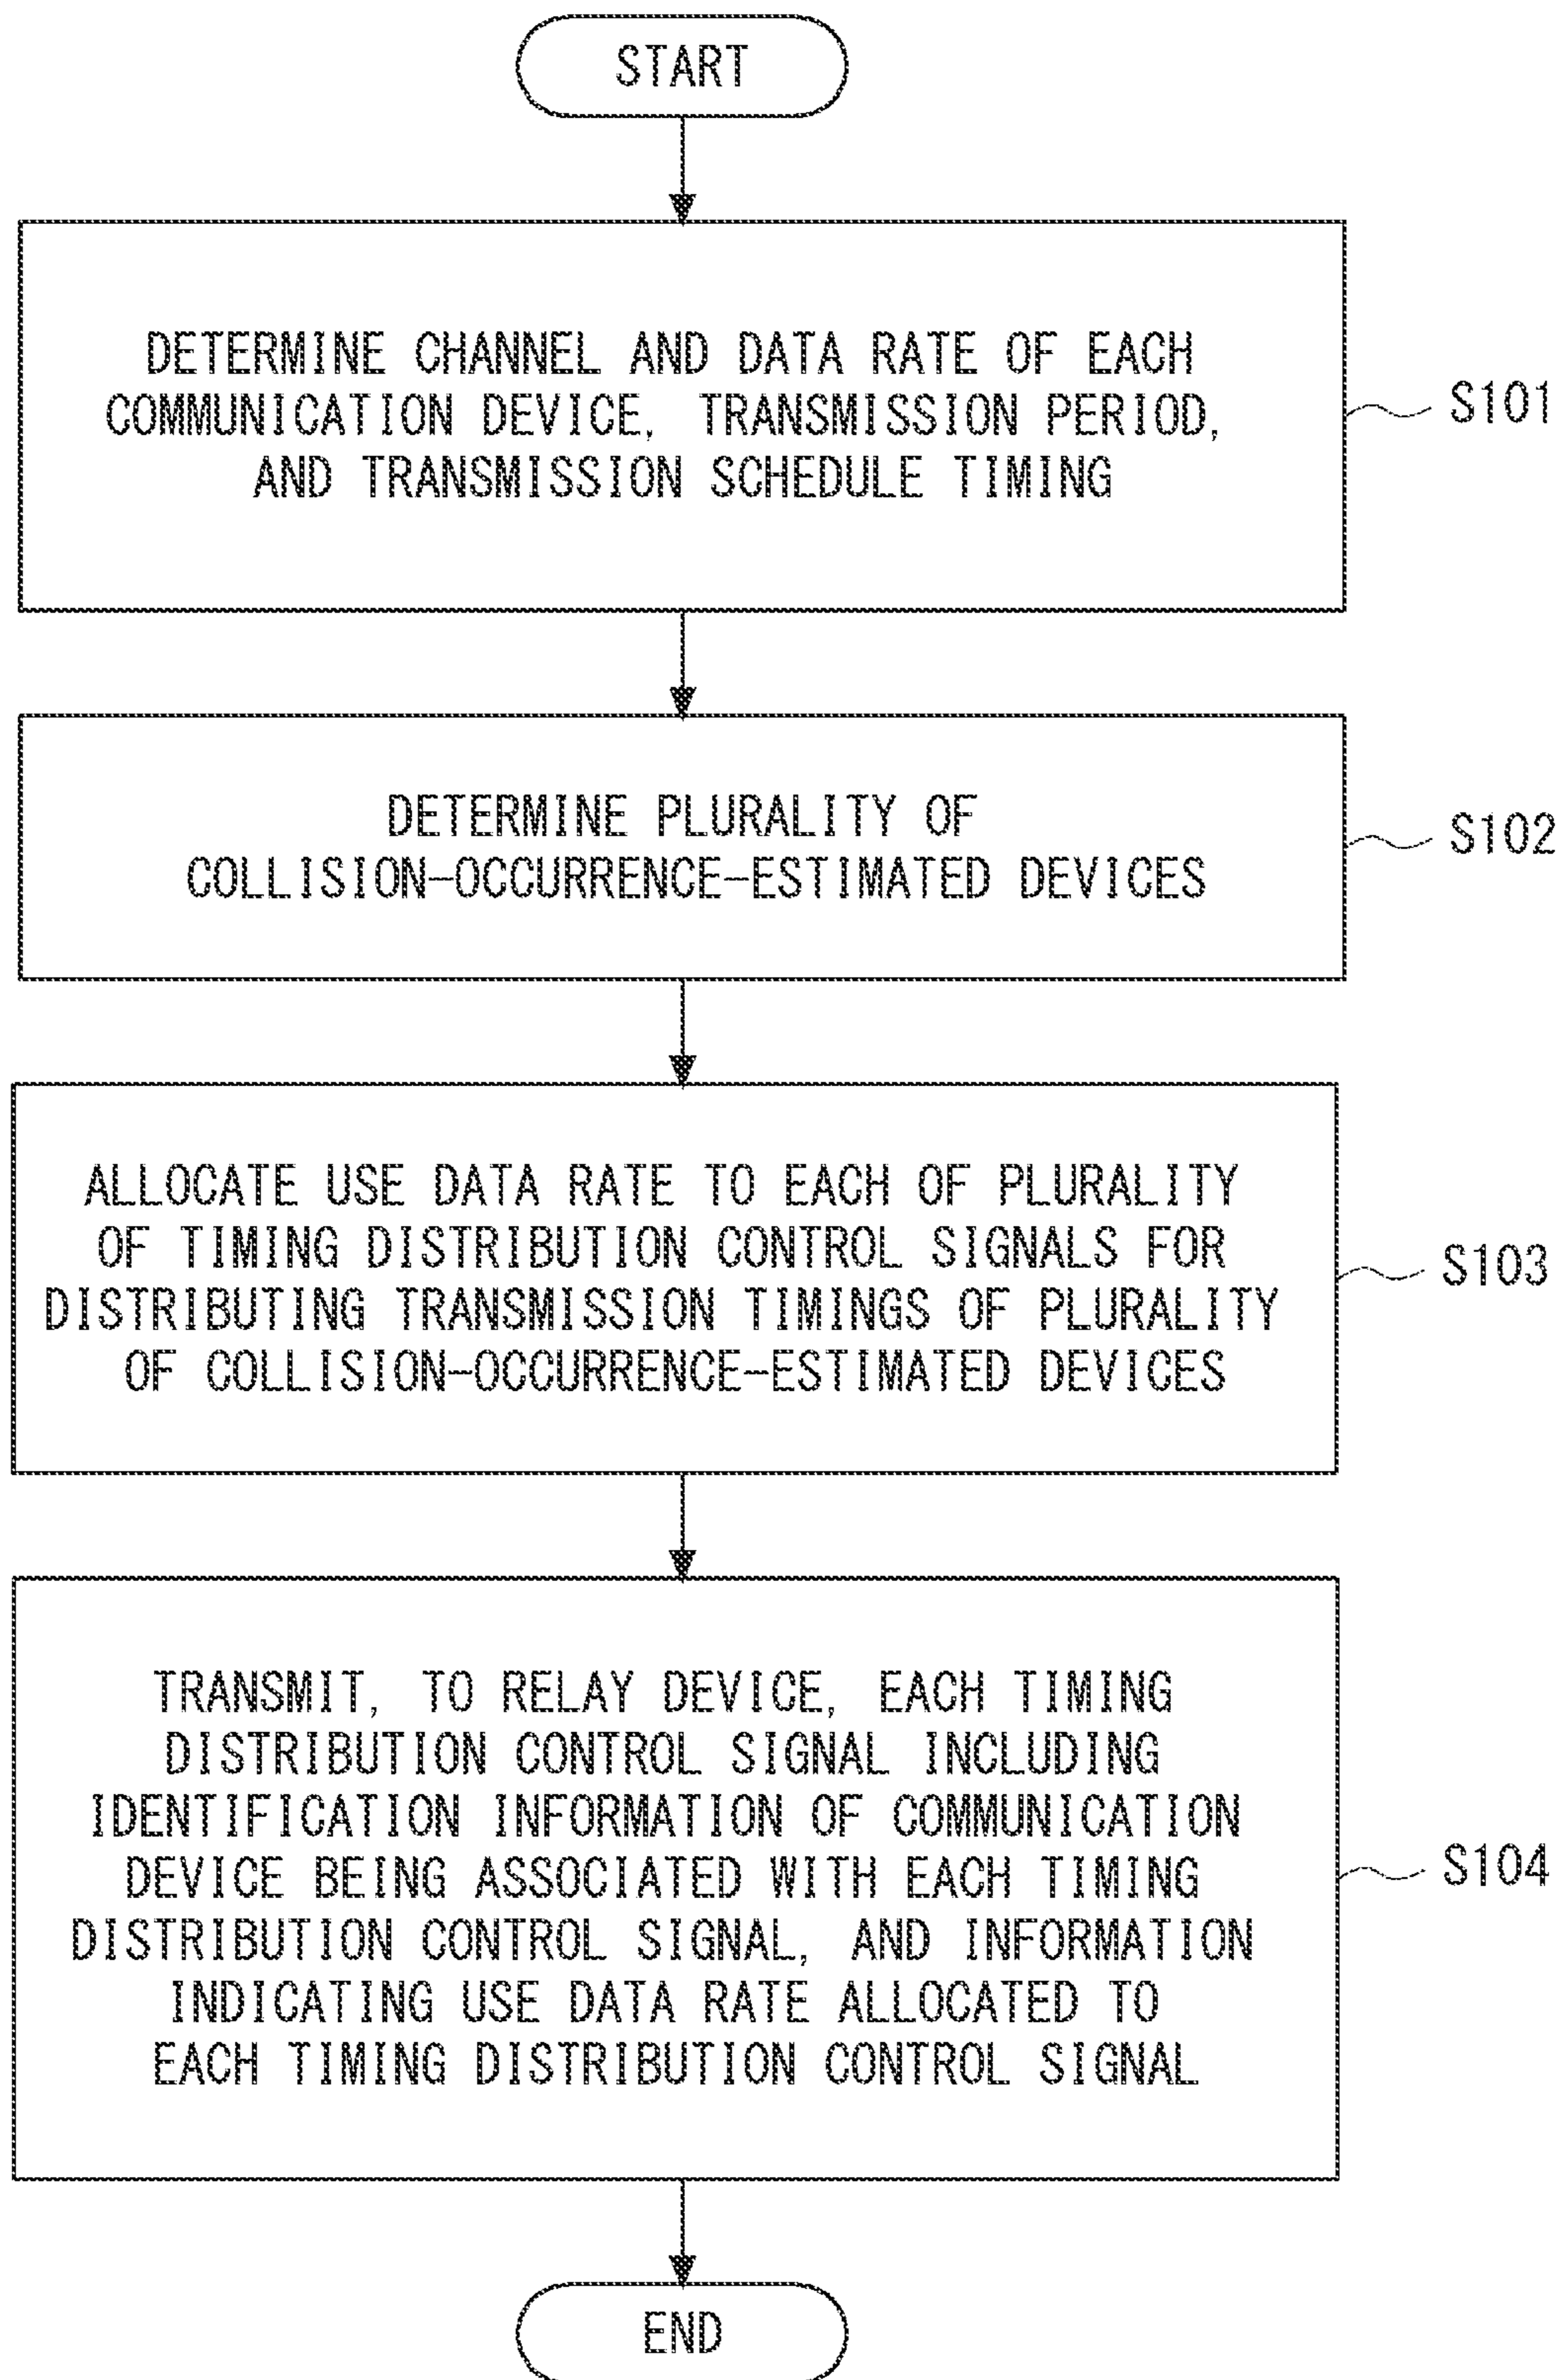 START
DETERMINE CHANNEL AND DATA RATE OF EACH
COMMUNICATION DEVICE, TRANSMISSION PERIOD,
AND TRANSMISSION SCHEDULE TIMING
S101
DETERMINE PLURALITY OF
COLLISION-OCCURRENCE-ESTIMATED DEVICES
S102
ALLOCATE USE DATA RATE TO EACH OF PLURALITY
OF TIMING DISTRIBUTION CONTROL SIGNALS FOR
DISTRIBUTING TRANSMISSION TIMINGS OF PLURALITY
OF COLLISION-OCCURRENCE-ESTIMATED DEVICES
S103
TRANSMIT, TO RELAY DEVICE, EACH TIMING
DISTRIBUTION CONTROL SIGNAL INCLUDING
IDENTIFICATION INFORMATION OF COMMUNICATION
DEVICE BEING ASSOCIATED WITH EACH TIMING
DISTRIBUTION CONTROL SIGNAL, AND INFORMATION
INDICATING USE DATA RATE ALLOCATED TO
EACH TIMING DISTRIBUTION CONTROL SIGNAL
S104
END